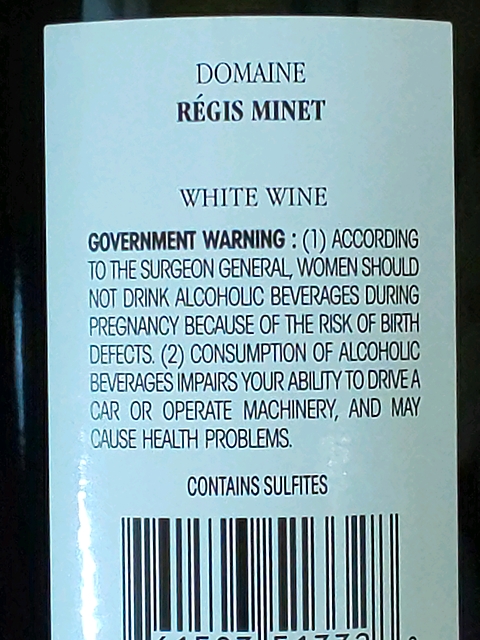 DOMAINE
RÉGIS MINET
WHITE WINE
GOVERNMENT WARNING : (1) ACCORDING
TO THE SURGEON GENERAL, WOMEN SHOULD
NOT DRINK ALCOHOLIC BEVERAGES DURING
PREGNANCY BECAUSE OF THE RISK OF BIRTH
DEFECTS. (2) CONSUMPTION OF ALCOHOLIC
BEVERAGES IMPAIRS YOUR ABILITY TO DRIVE A
CAR OR OPERATE MACHINERY, AND MAY
CAUSE HEALTH PROBLEMS.
CONTAINS SULFITES